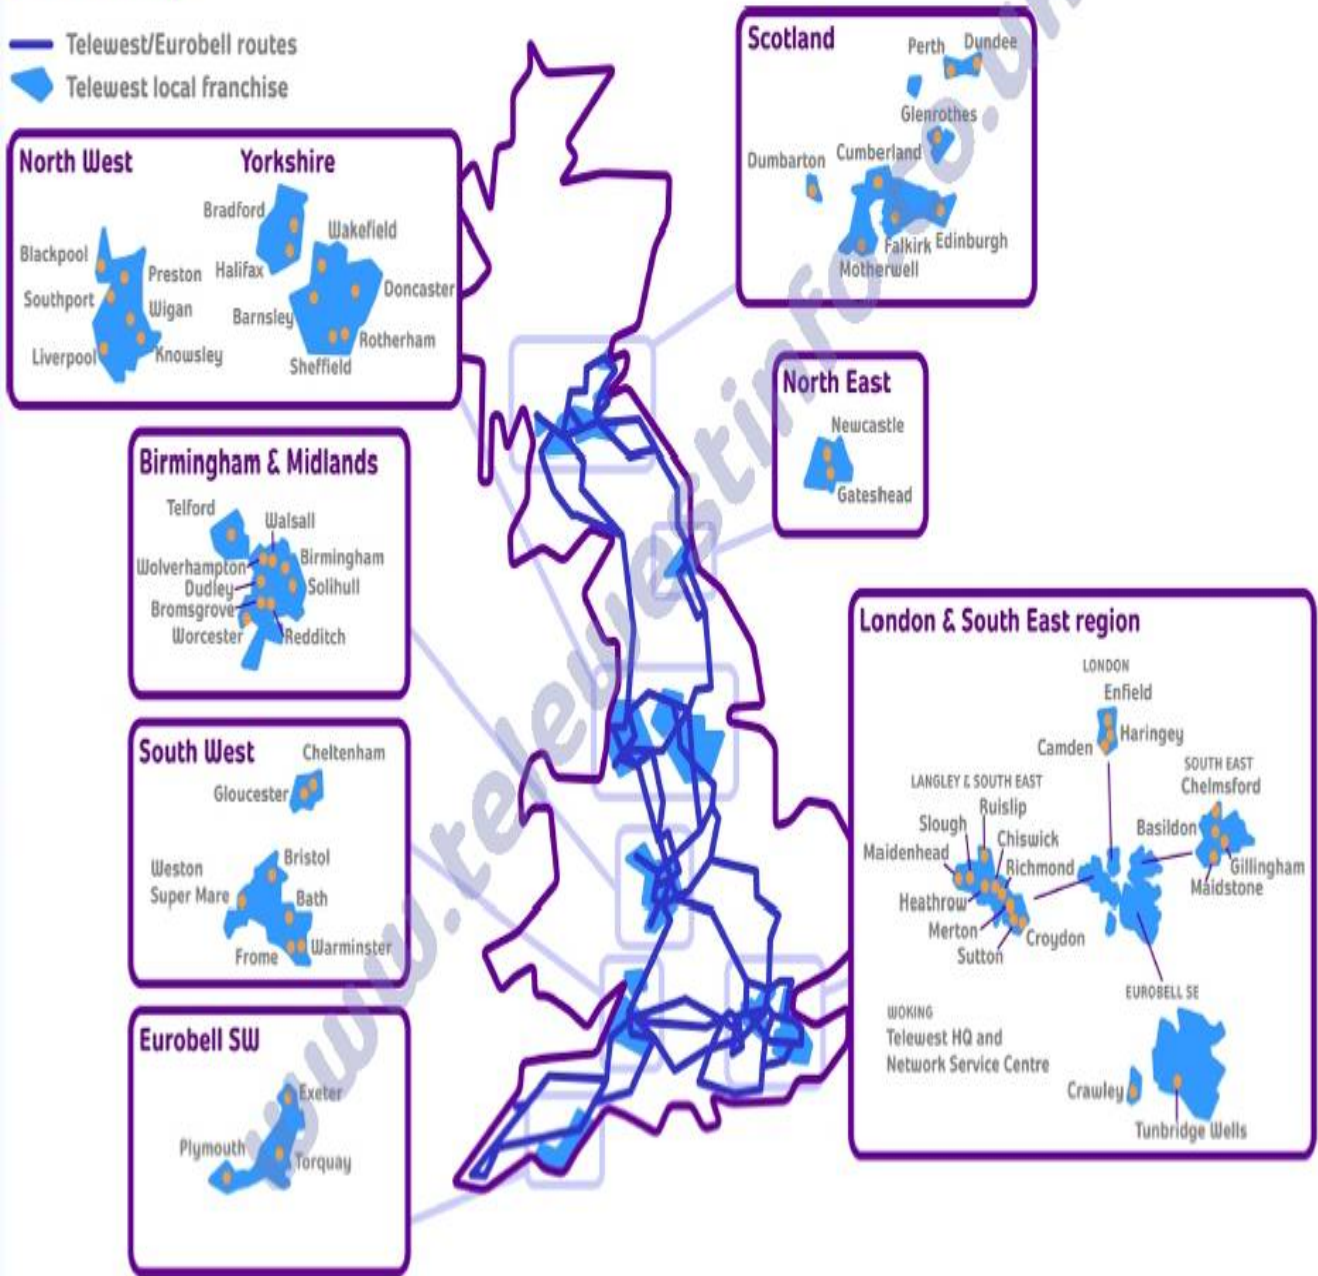 Telewest/Eurobell routes
Telewest local franchise
North West
Yorkshire
Bradford
Wakefield
Blackpool
Preston
Halifax
Doncaster
Southport
Wigan
Barnsley
Rotherham
Liverpool
Knowsley
Sheffield
Scotland
Perth
Dundee
Glenrothes
Dumbarton
Cumberland
Falkirk
Edinburgh
Motherwell
North East
Newcastle
Gateshead
Birmingham & Midlands
Telford
Walsall
Wolverhampton
Birmingham
Dudley
Solihull
Bromsgrove
Worcester
Redditch
South West
Cheltenham
Gloucester
Bristol
Weston
Super Mare
Bath
Frome
Warminster
Eurobell SW
Exeter
Plymouth
Torquay
London & South East region
LONDON
Enfield
Haringey
Camden
SOUTH EAST
Chelmsford
Basildon
Gillingham
Maidstone
LANGLEY & SOUTH EAST
Ruislip
Slough
Chiswick
Maidenhead
Richmond
Heathrow
Merton
Croydon
Sutton
EUROBELL SE
WOKING
Telewest HQ and
Network Service Centre
Crawley
Tunbridge Wells